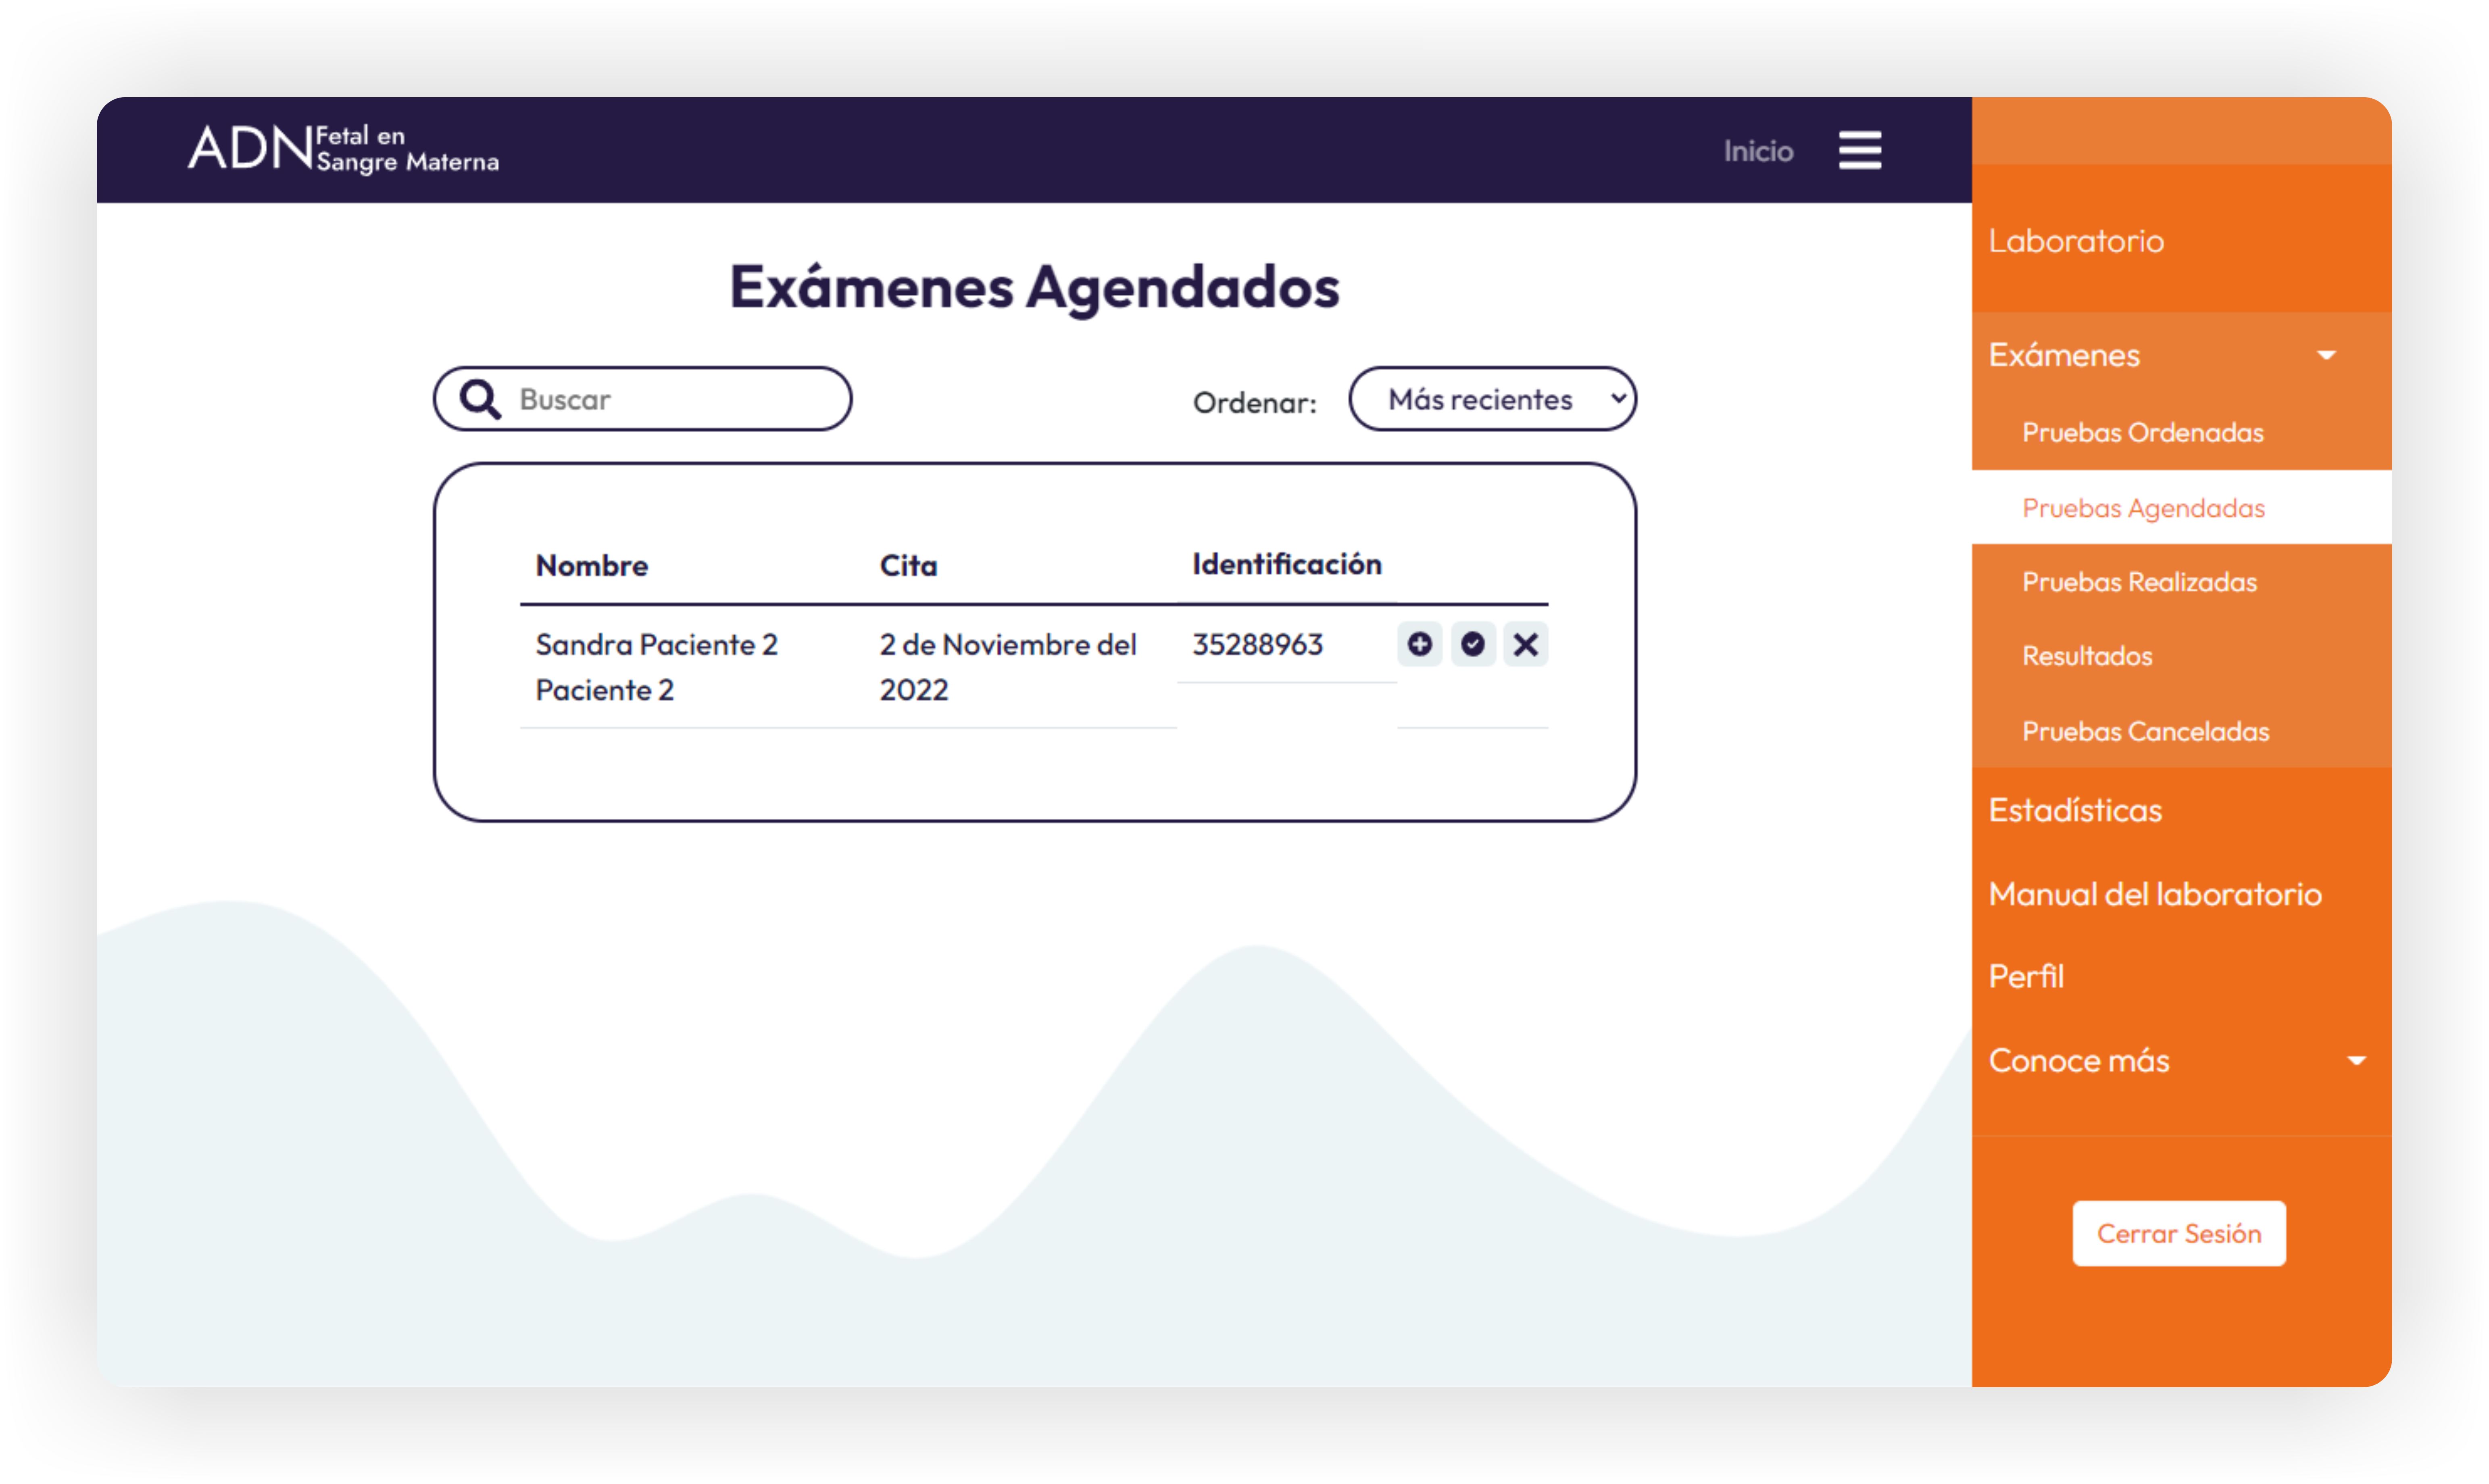 ADN Fetal en
Sangre Materna
Inicio
Exámenes Agendados
Buscar
Ordenar: Más recientes
Nombre Cita Identificación
Sandra Paciente 2 2 de Noviembre del 35288963
Paciente 2 2022
Laboratorio
Exámenes
Pruebas Ordenadas
Pruebas Agendadas
Pruebas Realizadas
Resultados
Pruebas Canceladas
Estadísticas
Manual del laboratorio
Perfil
Conoce más
Cerrar Sesión